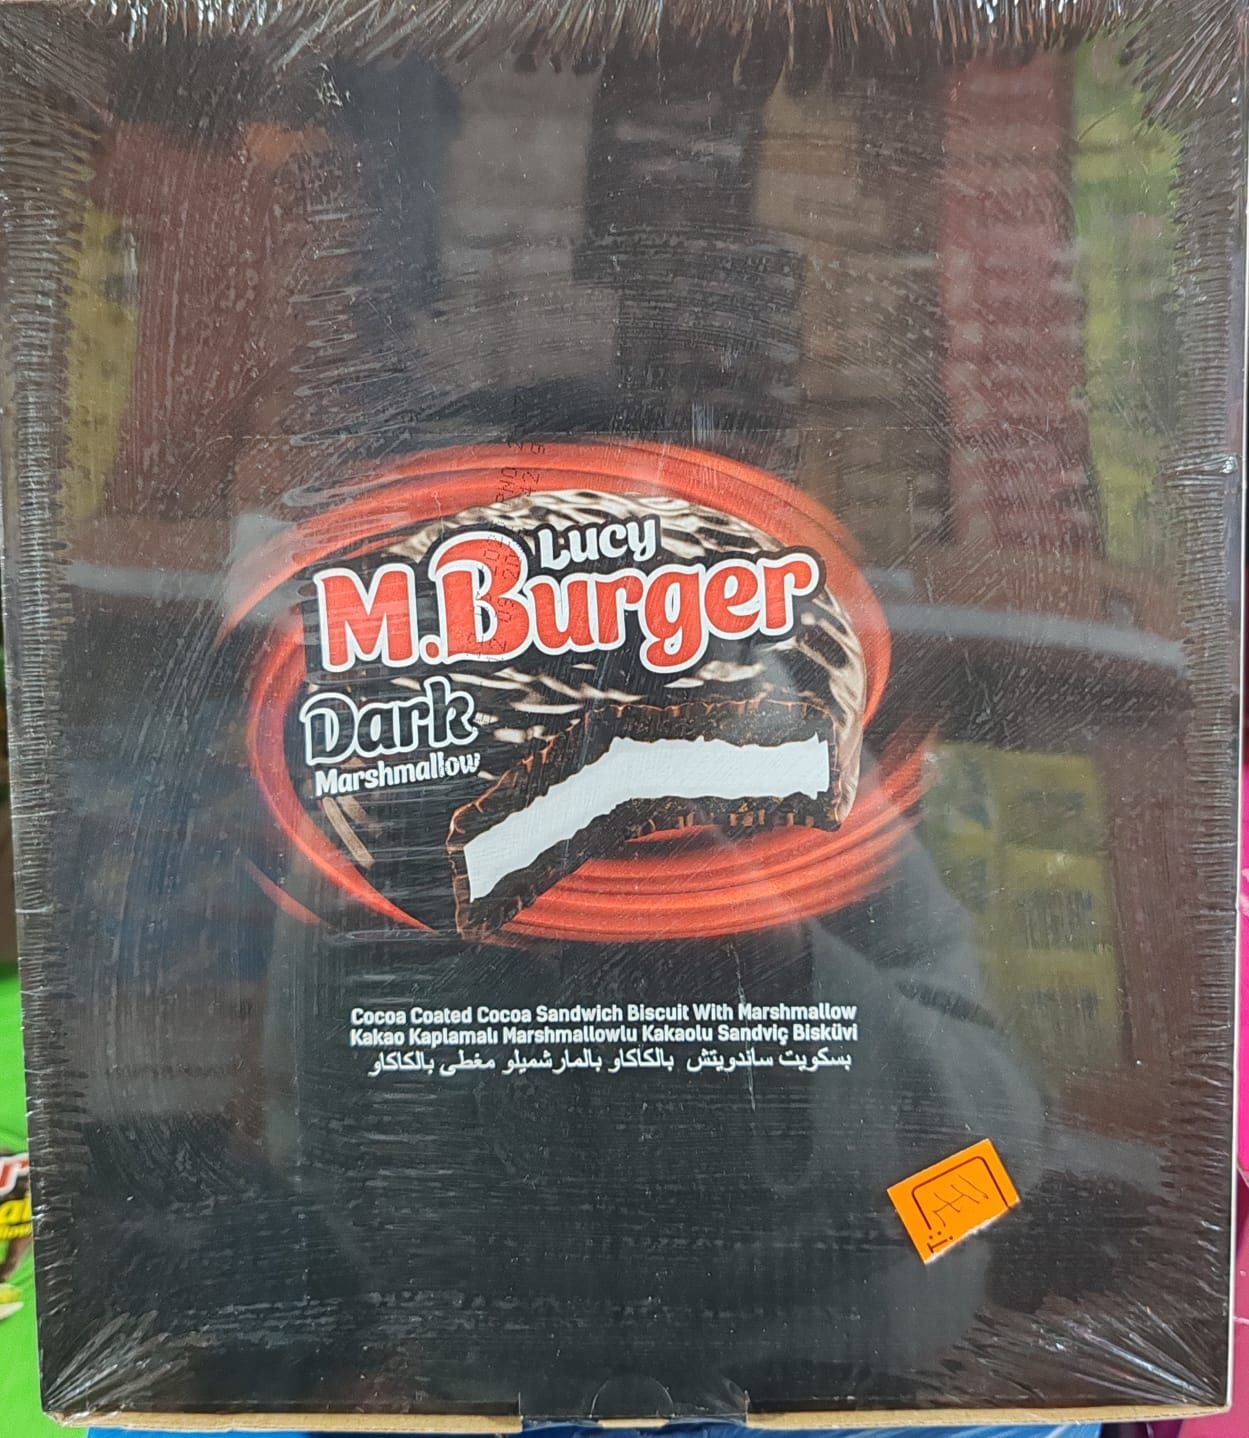 Lucy
M.Burger
Dark
Marshmallow
Cocoa Coated Cocoa Sandwich Biscuit With Marshmallow
Kakao Kaplamalı Marshmallowlu Kakaolu Sandviç Bisküvi
بسكويت ساندويتش بالكاكاو بالمارشميلو مغطى بالكاكاو